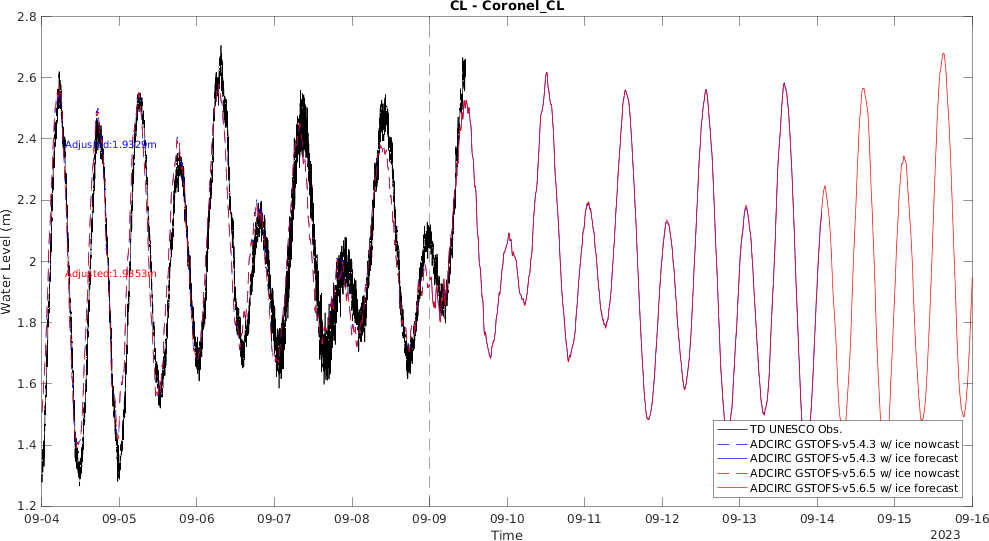 CL - Coronel_CL
2.8
2.6
2.4
2.2
2
1.8
1.6
1.4
1.2
Water Level (m)
Adjusted:1.9329m
Adjusted:1.9353m
TD UNESCO Obs.
ADCIRC GSTOFS-v5.4.3 w/ ice nowcast
ADCIRC GSTOFS-v5.4.3 w/ ice forecast
ADCIRC GSTOFS-v5.6.5 w/ ice nowcast
ADCIRC GSTOFS-v5.6.5 w/ ice forecast
09-04 09-05 09-06 09-07 09-08 09-09 09-10 09-11 09-12 09-13 09-14 09-15 09-16
Time
2023